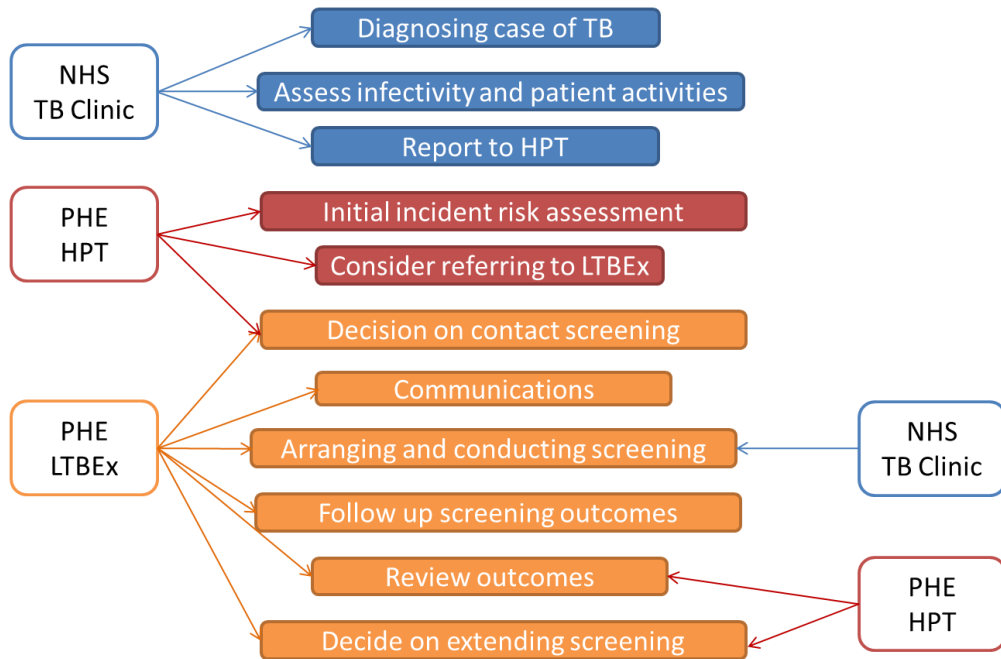 NHS
TB Clinic
Diagnosing case of TB
Assess infectivity and patient activities
Report to HPT
PHE
HPT
Initial incident risk assessment
Consider referring to LTBEx
PHE
LTBEx
Decision on contact screening
Communications
Arranging and conducting screening
Follow up screening outcomes
Review outcomes
Decide on extending screening
NHS
TB Clinic
PHE
HPT